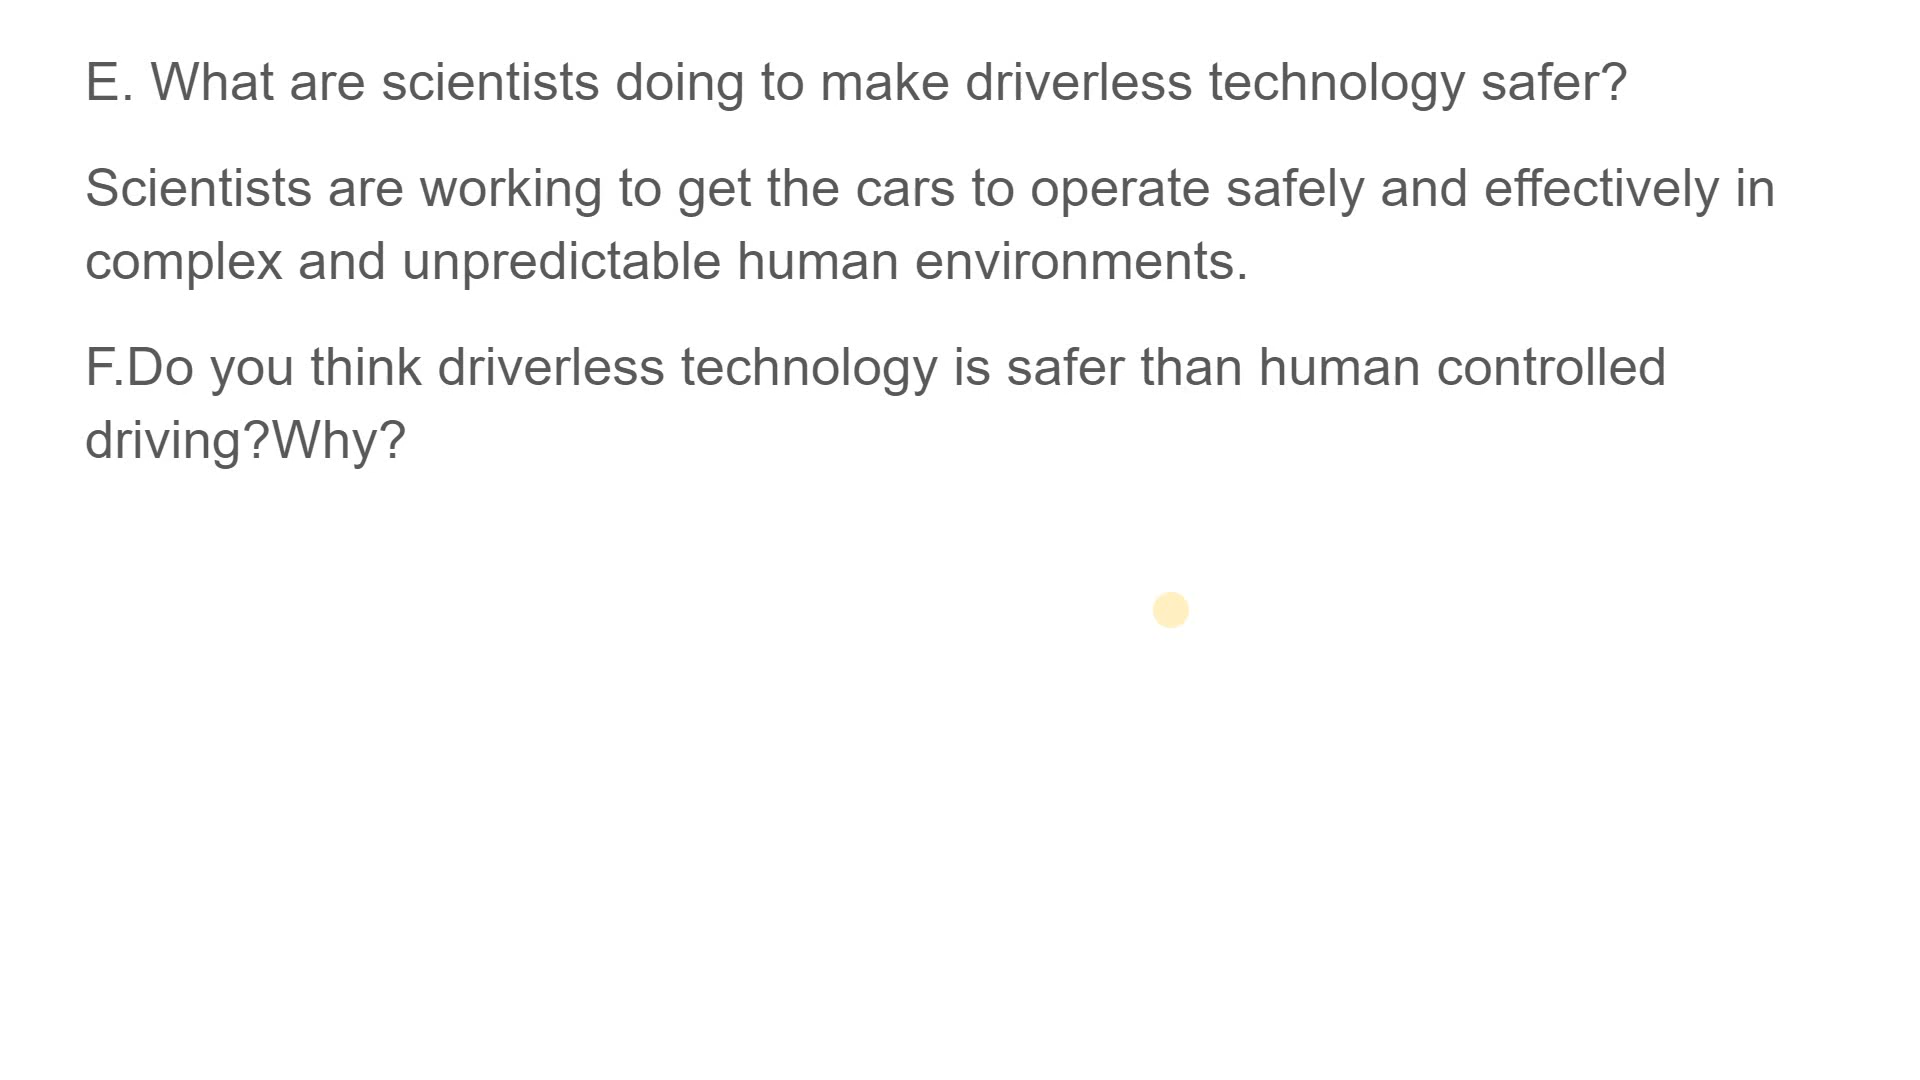 E. What are scientists doing to make driverless technology safer?
Scientists are working to get the cars to operate safely and effectively in
complex and unpredictable human environments.
F.Do you think driverless technology is safer than human controlled
driving?Why?